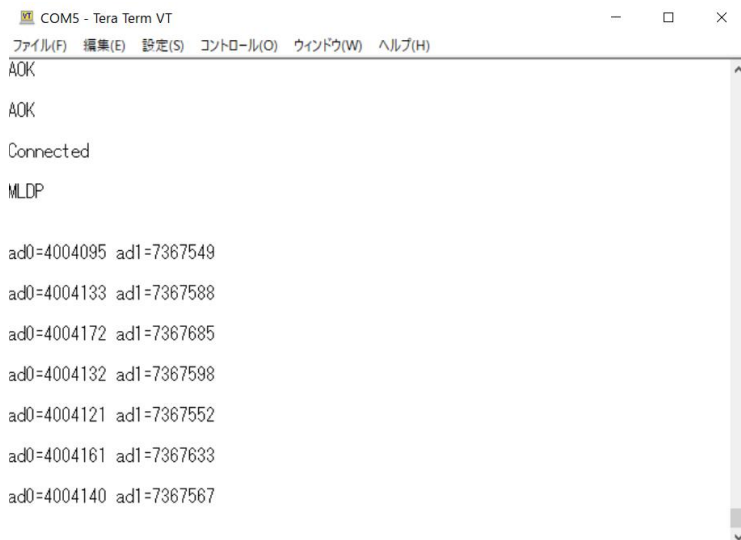 COM5 - Tera Term VT
ファイル(F) 編集(E) 設定(S) コントロール(O) ウィンドウ(W) ヘルプ(H)
AOK
AOK
Connected
MLDP
ad0=4004095 ad1=7367549
ad0=4004133 ad1=7367588
ad0=4004172 ad1=7367685
ad0=4004132 ad1=7367598
ad0=4004121 ad1=7367552
ad0=4004161 ad1=7367633
ad0=4004140 ad1=7367567